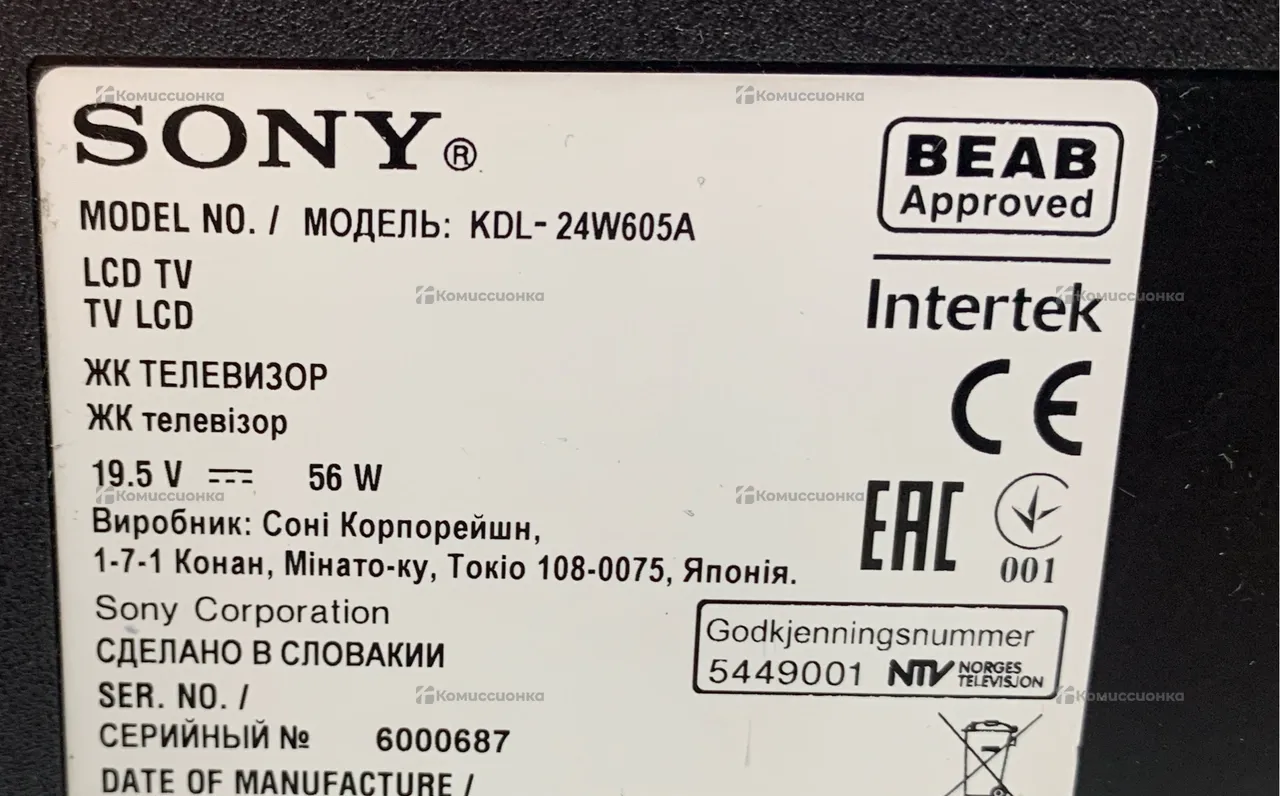 SONY®
MODEL NO. / МОДЕЛЬ: KDL-24W605A
LCD TV
TV LCD
ЖК ТЕЛЕВИЗОР
ЖК телевізор
19.5 V 56 W
Виробник: Соні Корпорейшн,
1-7-1 Конан, Мінато-ку, Токіо 108-0075, Японія.
Sony Corporation
СДЕЛАНО В СЛОВАКИИ
SER. NO. /
СЕРИЙНЫЙ № 6000687
DATE OF MANUFACTURE /
BEAB
Approved
Intertek
CE
EAC
001
Godkjenningsnummer
5449001 NTV NORGES
TELEVISJON
Комиссионка
Комиссионка
Комиссионка
Комиссионка
Комиссионка
Комиссионка
Комиссионка
Комиссионка